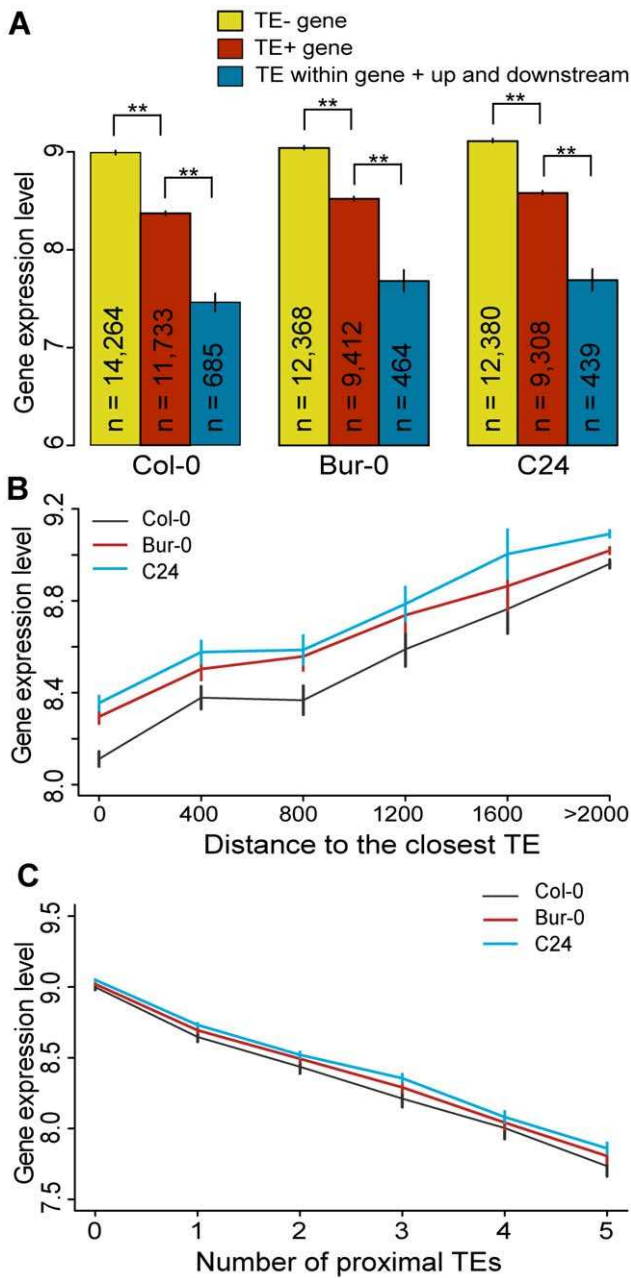 A
TE- gene
TE+ gene
TE within gene + up and downstream
** ** **
** ** **
Gene expression level
9
8
7
6
n = 14,264
n = 11,733
n = 685
n = 12,368
n = 9,412
n = 464
n = 12,380
n = 9,308
n = 439
Col-0 Bur-0 C24
B
Col-0
Bur-0
C24
Gene expression level
9.2
8.8
8.4
8.0
0 400 800 1200 1600 >2000
Distance to the closest TE
C
Col-0
Bur-0
C24
Gene expression level
9.5
9.0
8.5
8.0
7.5
0 1 2 3 4 5
Number of proximal TEs